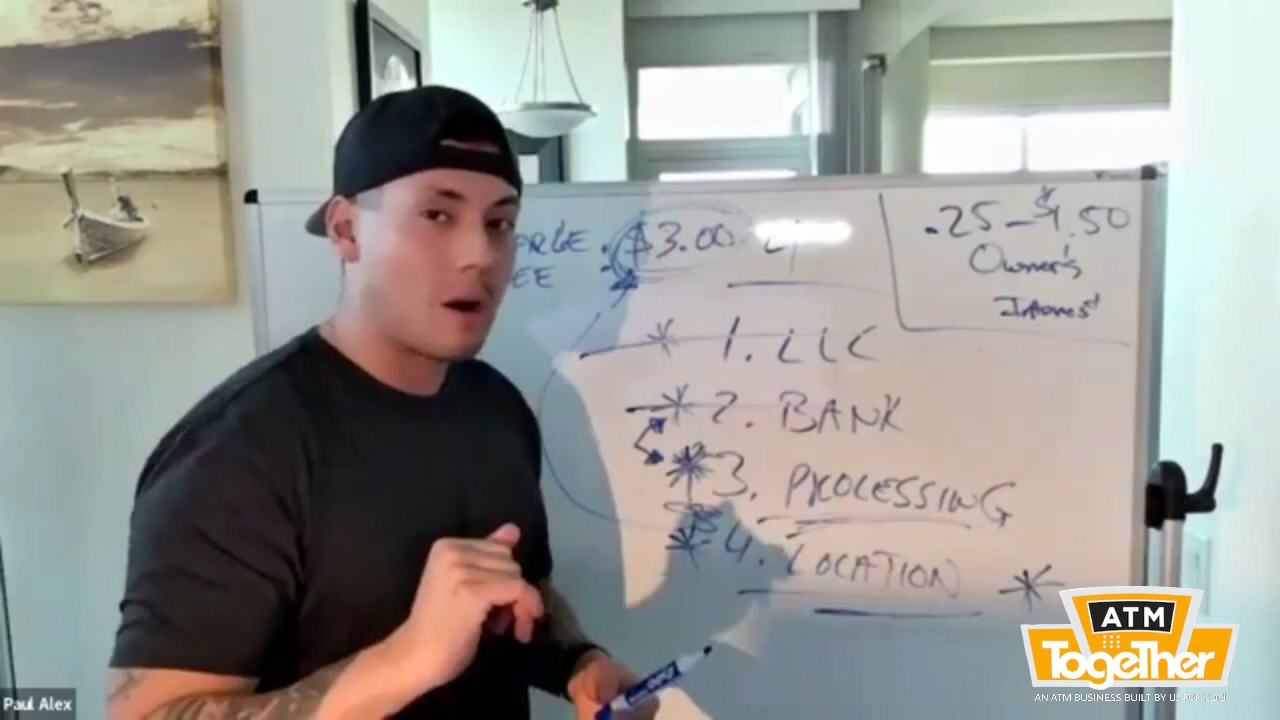 $3.00
.25 - $1.50
Owner's
EE
1. LLC
2. BANK
3. PROCESSING
4. LOCATION
ATM
TogeTher
AN ATM BUSINESS BUILT BY US FOR YOU!
Paul Alex